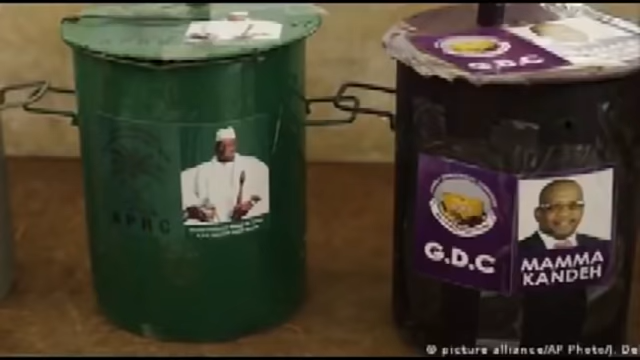 G.D.C
APRC
G.D.C
MAMMA
KANDEH
© picture alliance/AP Photo/J. De